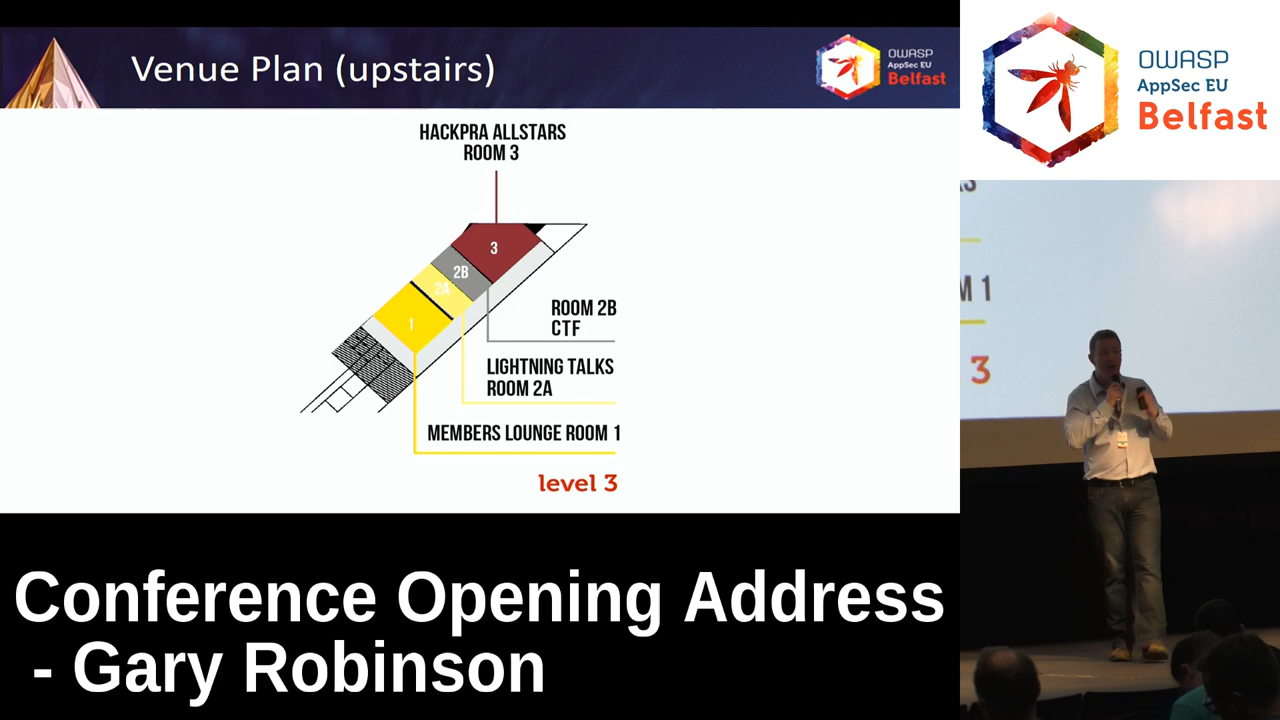 Venue Plan (upstairs)
OWASP
AppSec EU
Belfast
HACKPRA ALLSTARS
ROOM 3
3
2B
2A
1
ROOM 2B
CTF
LIGHTNING TALKS
ROOM 2A
MEMBERS LOUNGE ROOM 1
level 3
OWASP
AppSec EU
Belfast
M 1
3
Conference Opening Address
- Gary Robinson